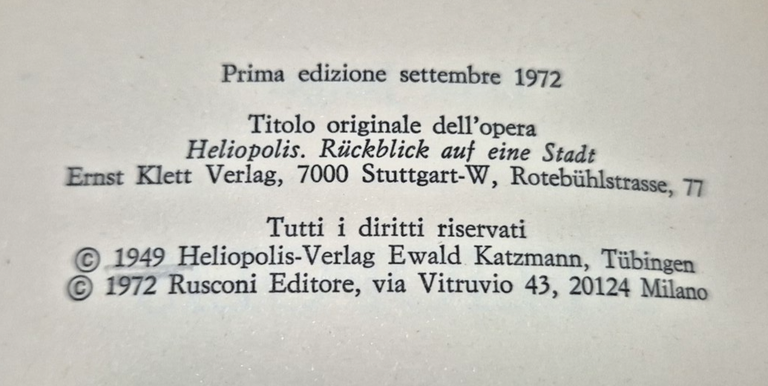 Prima edizione settembre 1972
Titolo originale dell'opera
Heliopolis. Rückblick auf eine Stadt
Ernst Klett Verlag, 7000 Stuttgart-W, Rotebühlstrasse, 77
Tutti i diritti riservati
© 1949 Heliopolis-Verlag Ewald Katzmann, Tübingen
© 1972 Rusconi Editore, via Vitruvio 43, 20124 Milano